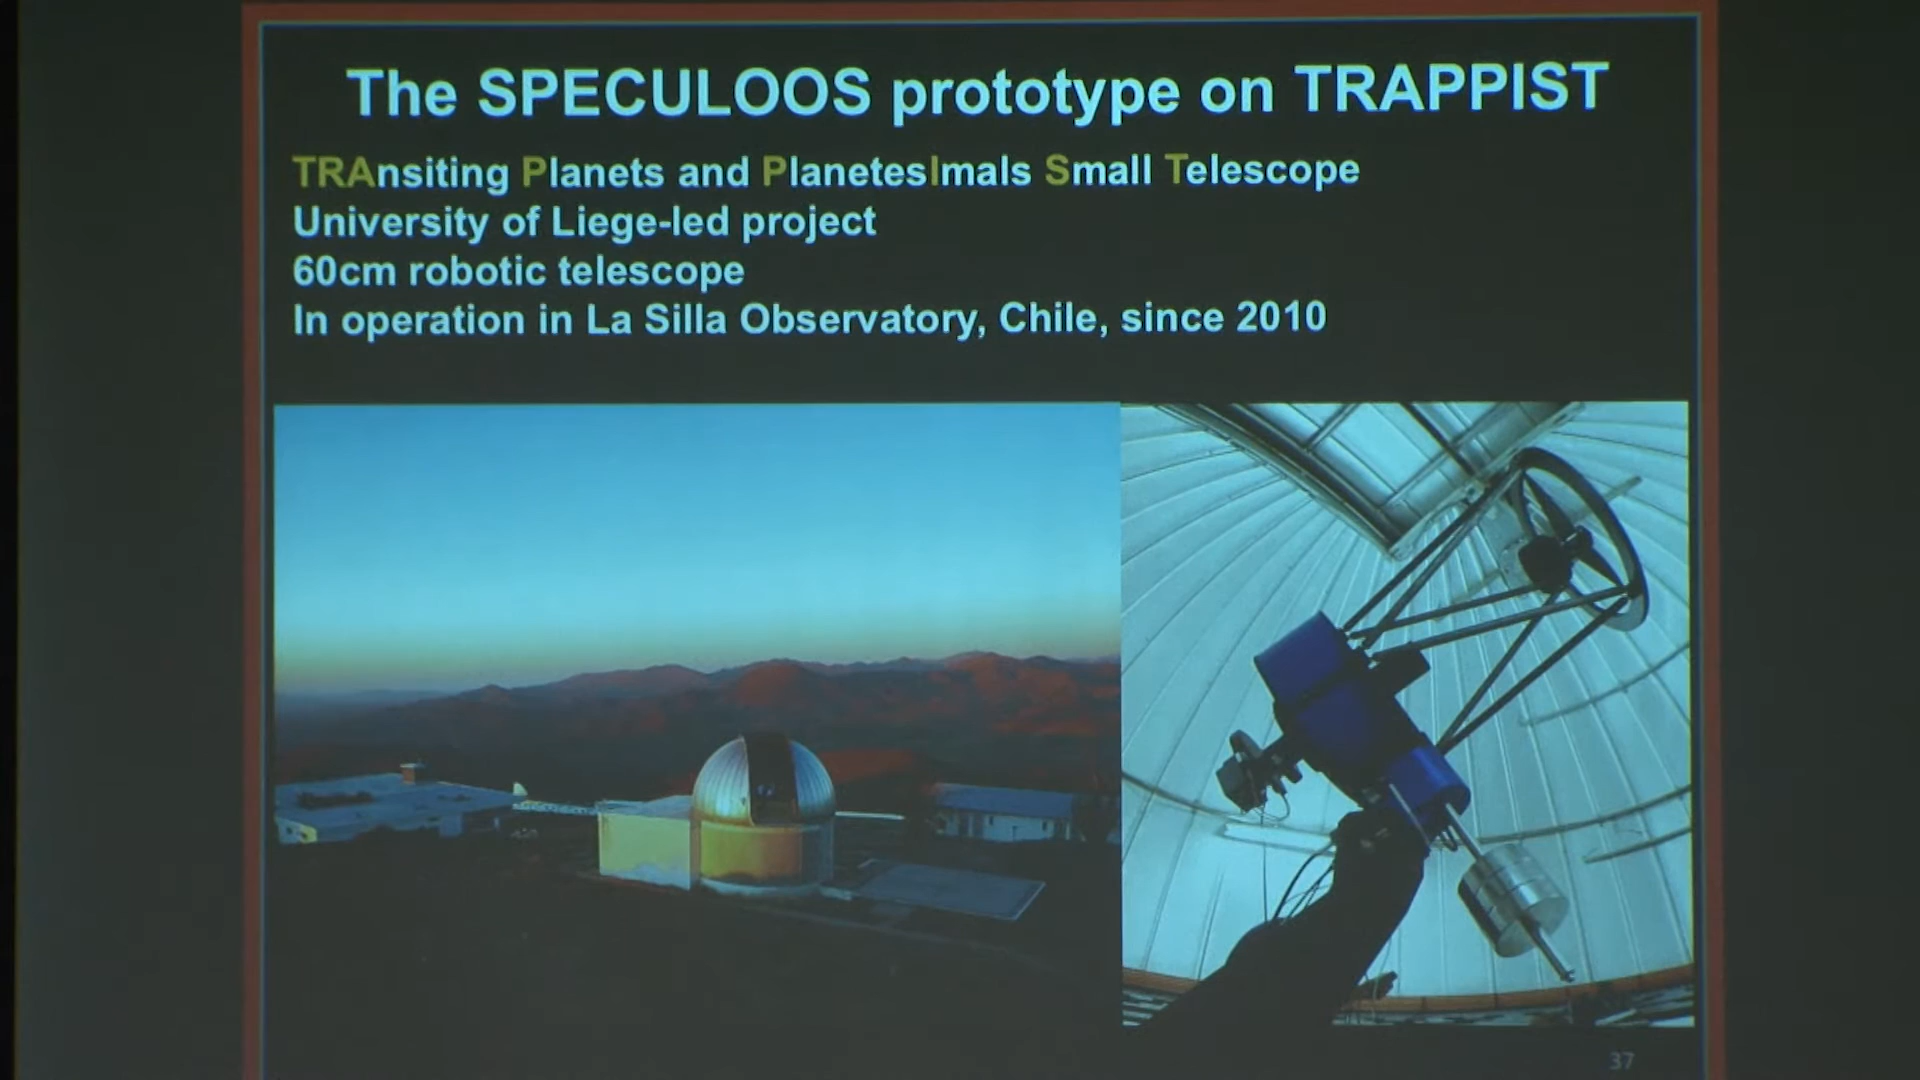 The SPECULOOS prototype on TRAPPIST
TRAnsiting Planets and PlanetesImals Small Telescope
University of Liege-led project
60cm robotic telescope
In operation in La Silla Observatory, Chile, since 2010
37